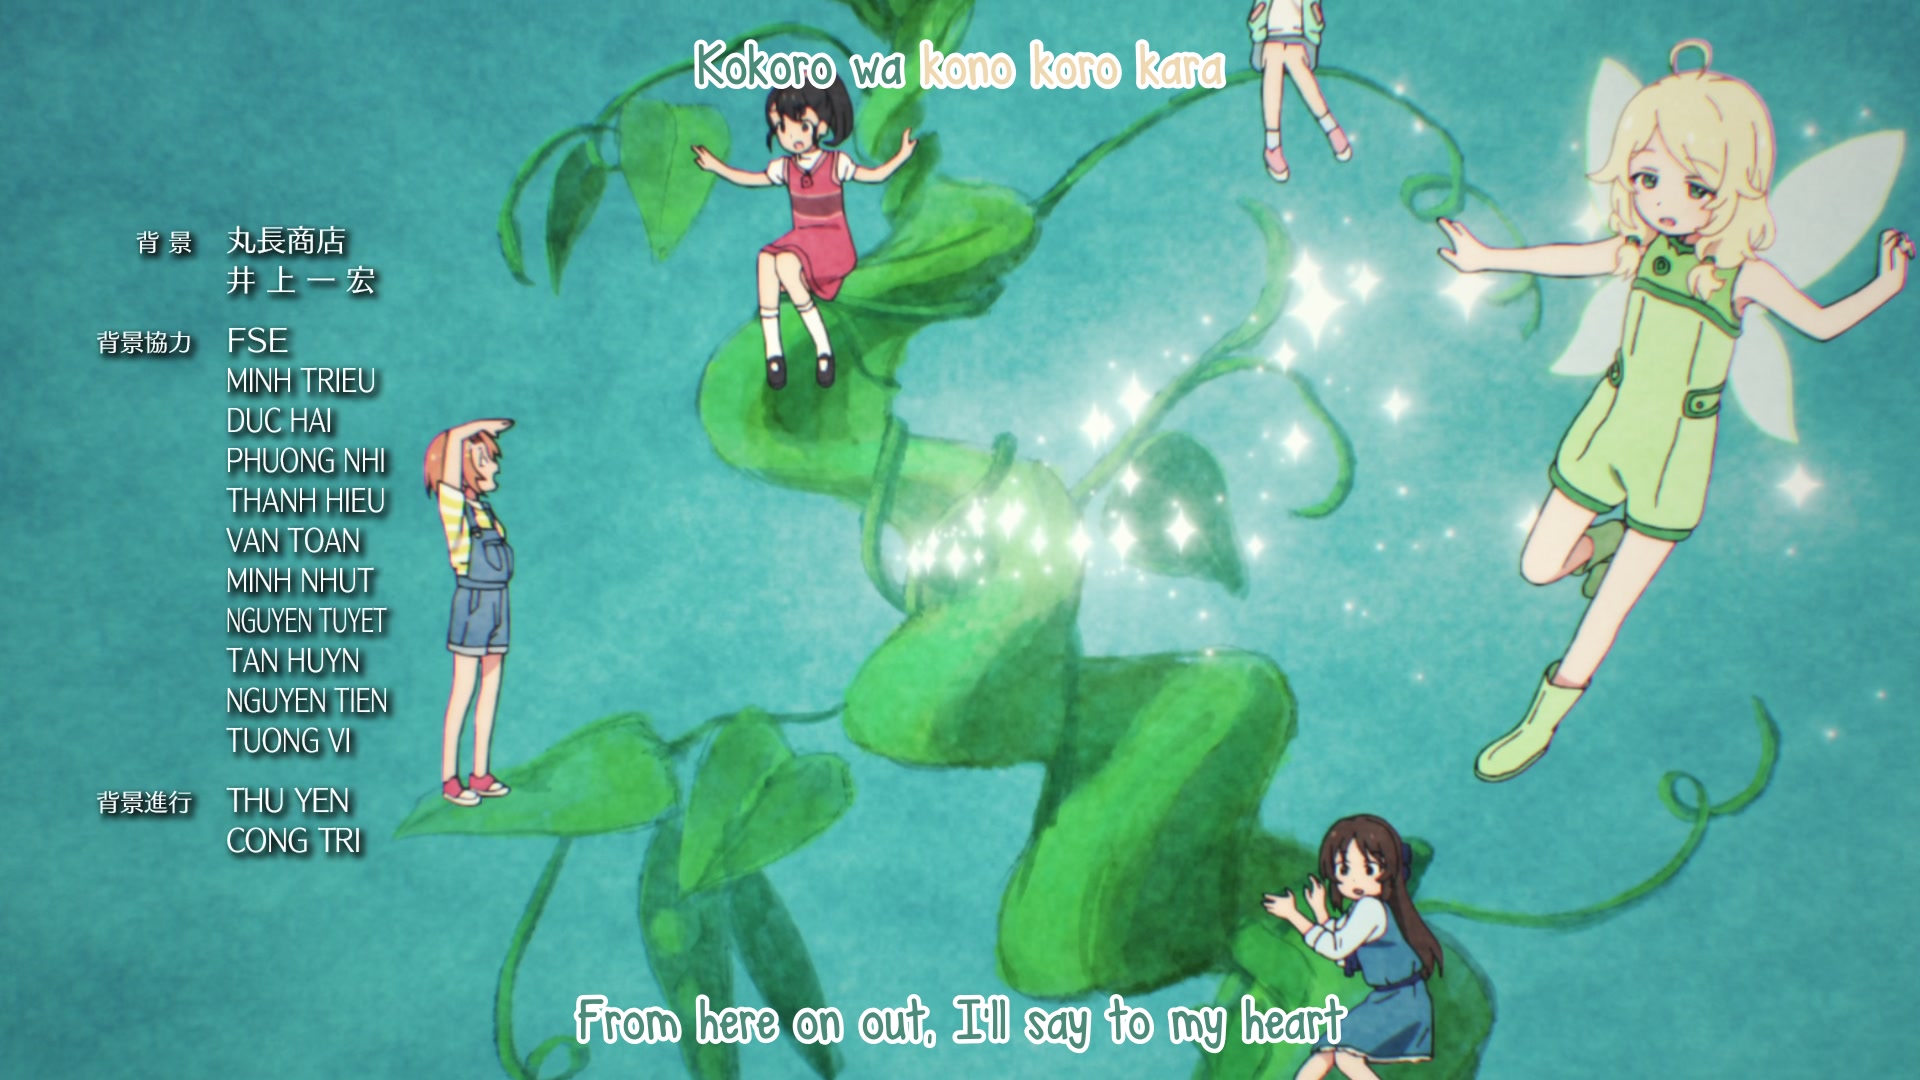 Kokoro wa kono koro kara
背景 丸長商店
井上一宏
背景協力 FSE
MINH TRIEU
DUC HAI
PHUONG NHI
THANH HIEU
VAN TOAN
MINH NHUT
NGUYEN TUYET
TAN HUYN
NGUYEN TIEN
TUONG VI
背景進行 THU YEN
CONG TRI
From here on out, I'll say to my heart